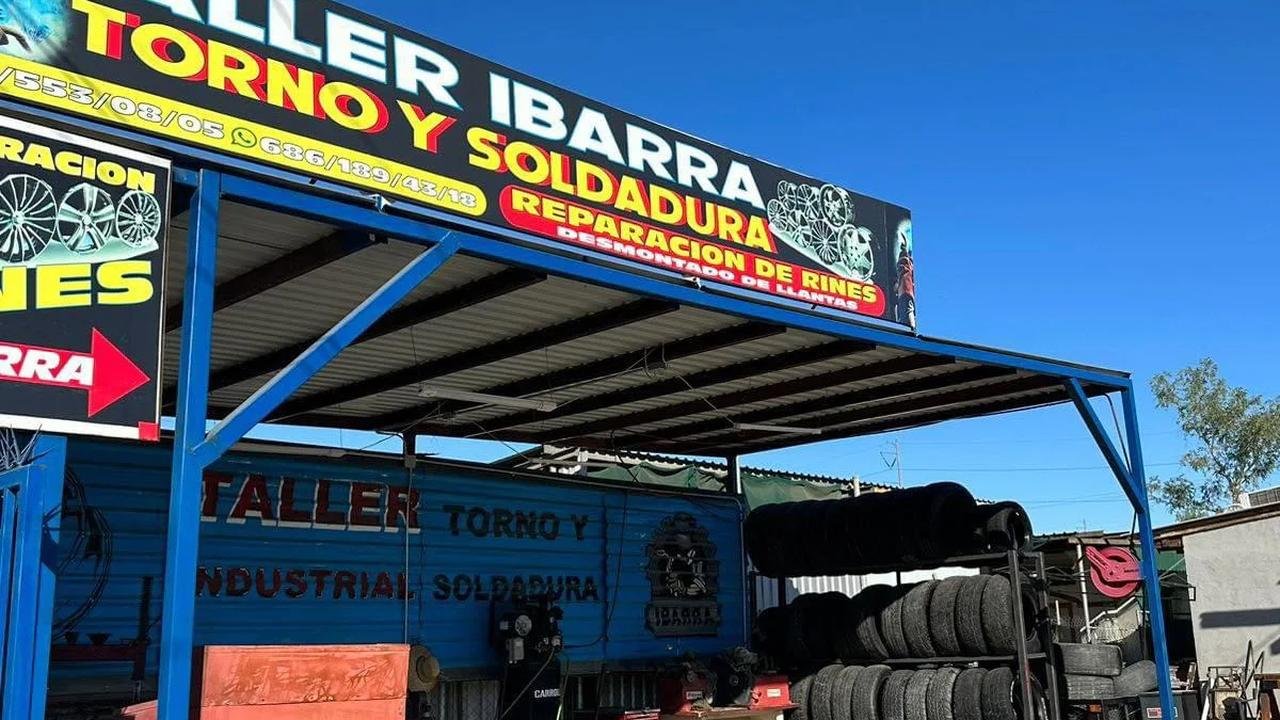 TALLER IBARRA
TORNO Y SOLDADURA
/553/08/05 686/189/43/18
REPARACION DE RINES
DESMONTADO DE LLANTAS
RACION
NES
RRA
TALLER
INDUSTRIAL
TORNO Y
SOLDADURA
IBARRA